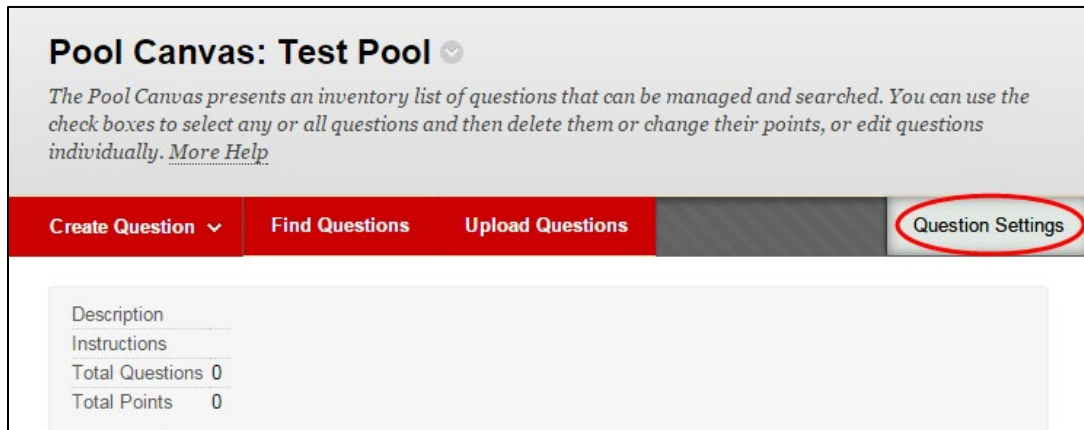 Pool Canvas: Test Pool
The Pool Canvas presents an inventory list of questions that can be managed and searched. You can use the
check boxes to select any or all questions and then delete them or change their points, or edit questions
individually. More Help
Create Question Find Questions Upload Questions Question Settings
Description
Instructions
Total Questions 0
Total Points 0